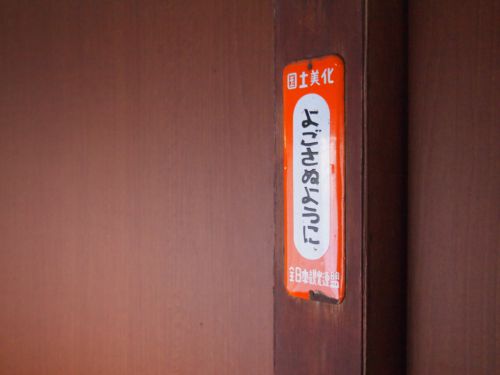 国土美化
よごさぬように
全日本観光連盟